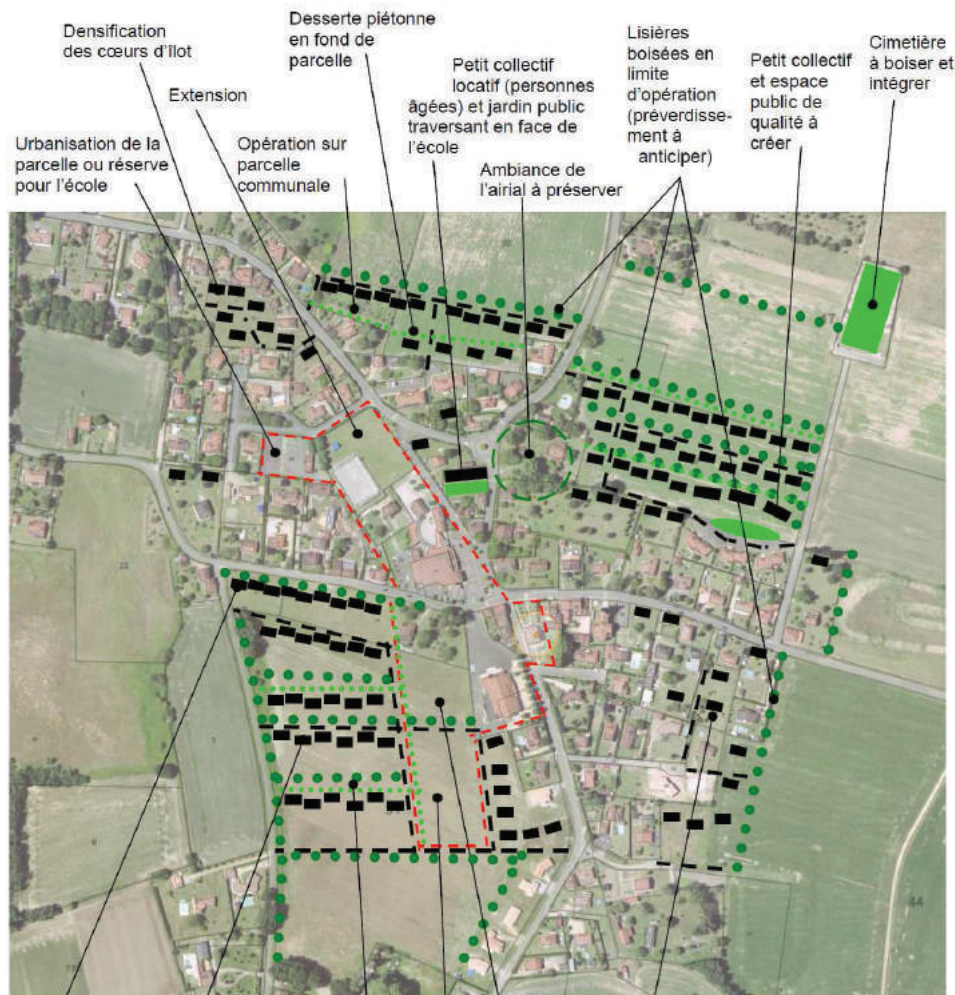 Densification
des cœurs d'îlot
Desserte piétonne
en fond de
parcelle
Lisières
boisées en
limite
d'opération
(préverdisse-
ment à
anticiper)
Cimetière
à boiser et
intégrer
Petit collectif
locatif (personnes
âgées) et jardin public
traversant en face de
l'école
Petit collectif
et espace
public de
qualité à
créer
Extension
Urbanisation de la
parcelle ou réserve
pour l'école
Opération sur
parcelle
communale
Ambiance de
l'airial à préserver
44